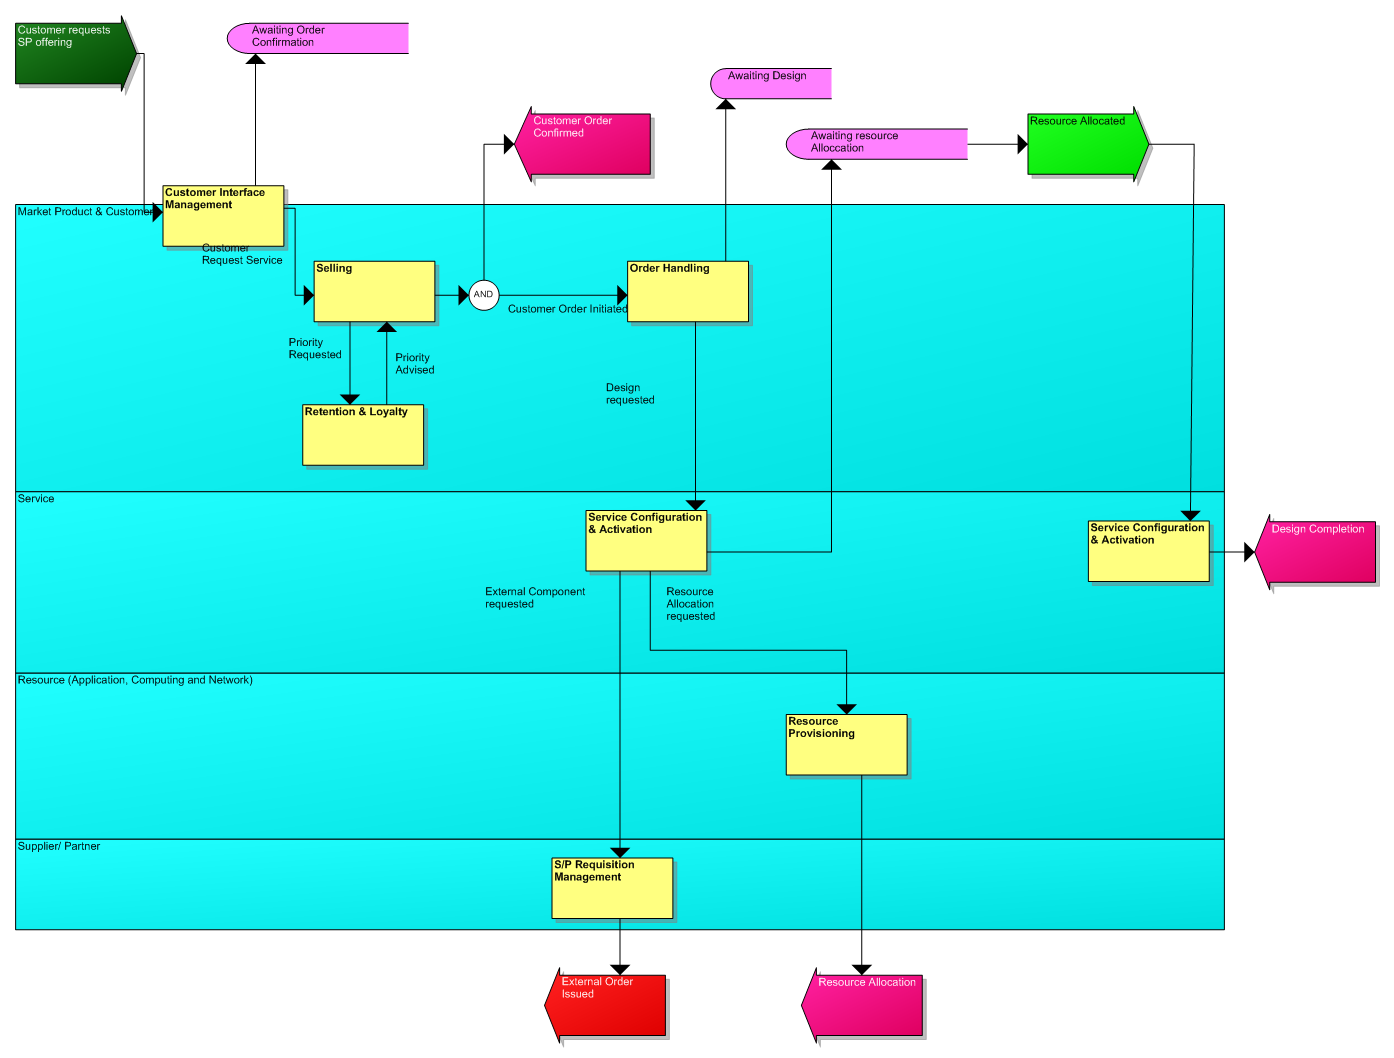 Customer requests
SP offering
Awaiting Order
Confirmation
Awaiting Design
Customer Order
Confirmed
Awaiting resource
Alloccation
Resource Allocated
Market Product & Customer
Customer Interface
Management
Customer
Request Service
Selling
AND
Order Handling
Customer Order Initiated
Priority
Requested
Priority
Advised
Design
requested
Retention & Loyalty
Service
Service Configuration
& Activation
Service Configuration
& Activation
Design Completion
External Component
requested
Resource
Allocation
requested
Resource (Application, Computing and Network)
Resource
Provisioning
Supplier/ Partner
S/P Requisition
Management
External Order
Issued
Resource Allocation